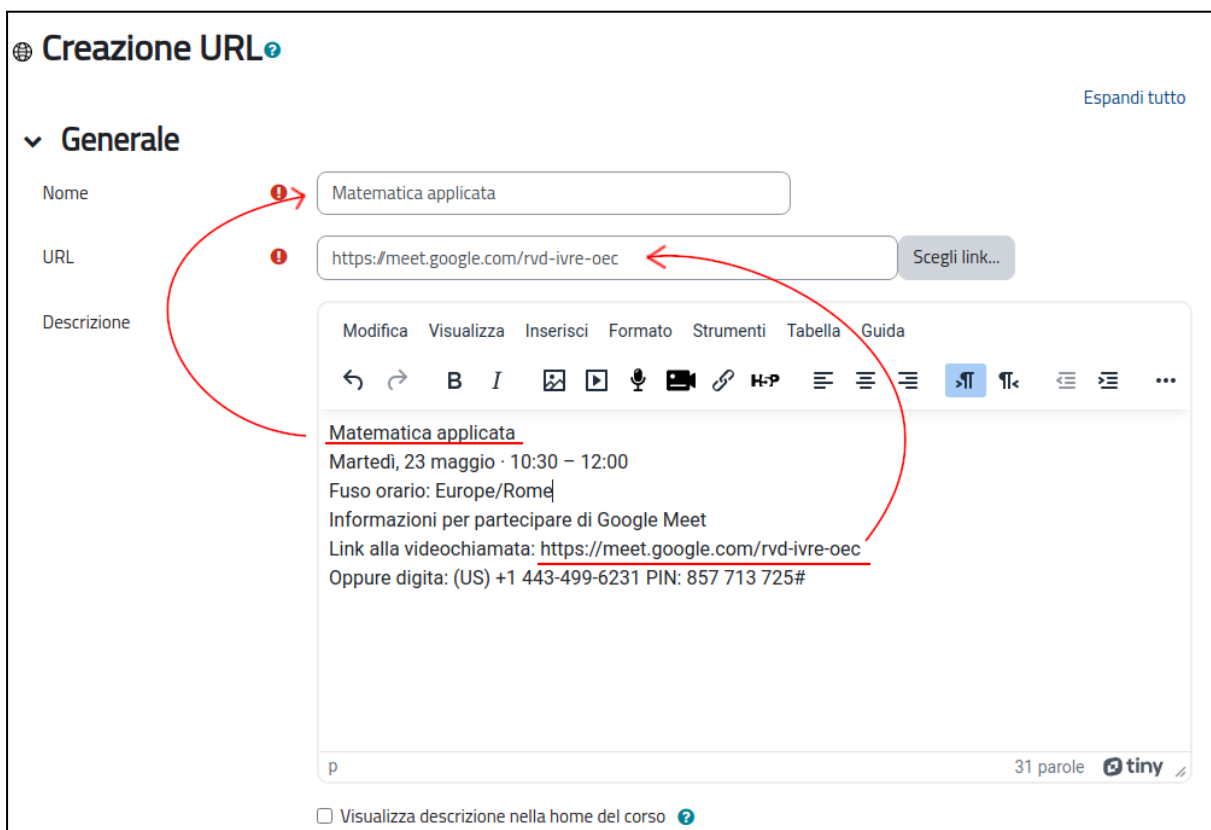 Creazione URL
Espandi tutto
Generale
Nome
Matematica applicata
URL
https://meet.google.com/rvd-ivre-oec
Scegli link...
Descrizione
Modifica Visualizza Inserisci Formato Strumenti Tabella Guida
B I H-P
Matematica applicata
Martedì, 23 maggio · 10:30 – 12:00
Fuso orario: Europe/Rome
Informazioni per partecipare di Google Meet
Link alla videochiamata: https://meet.google.com/rvd-ivre-oec
Oppure digita: (US) +1 443-499-6231 PIN: 857 713 725#
p
31 parole tiny
Visualizza descrizione nella home del corso